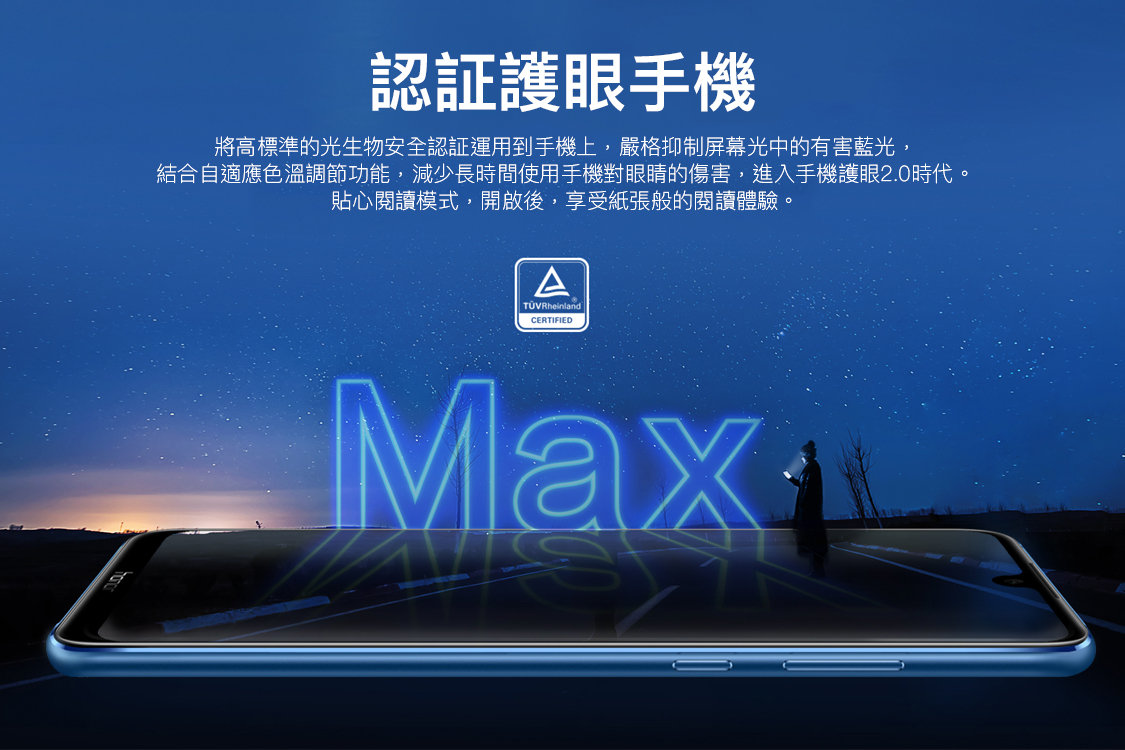 認証護眼手機
將高標準的光生物安全認証運用到手機上，嚴格抑制屏幕光中的有害藍光，
結合自適應色溫調節功能，減少長時間使用手機對眼睛的傷害，進入手機護眼2.0時代。
貼心閱讀模式，開啟後，享受紙張般的閱讀體驗。
TÜVRheinland®
CERTIFIED
Max
honor